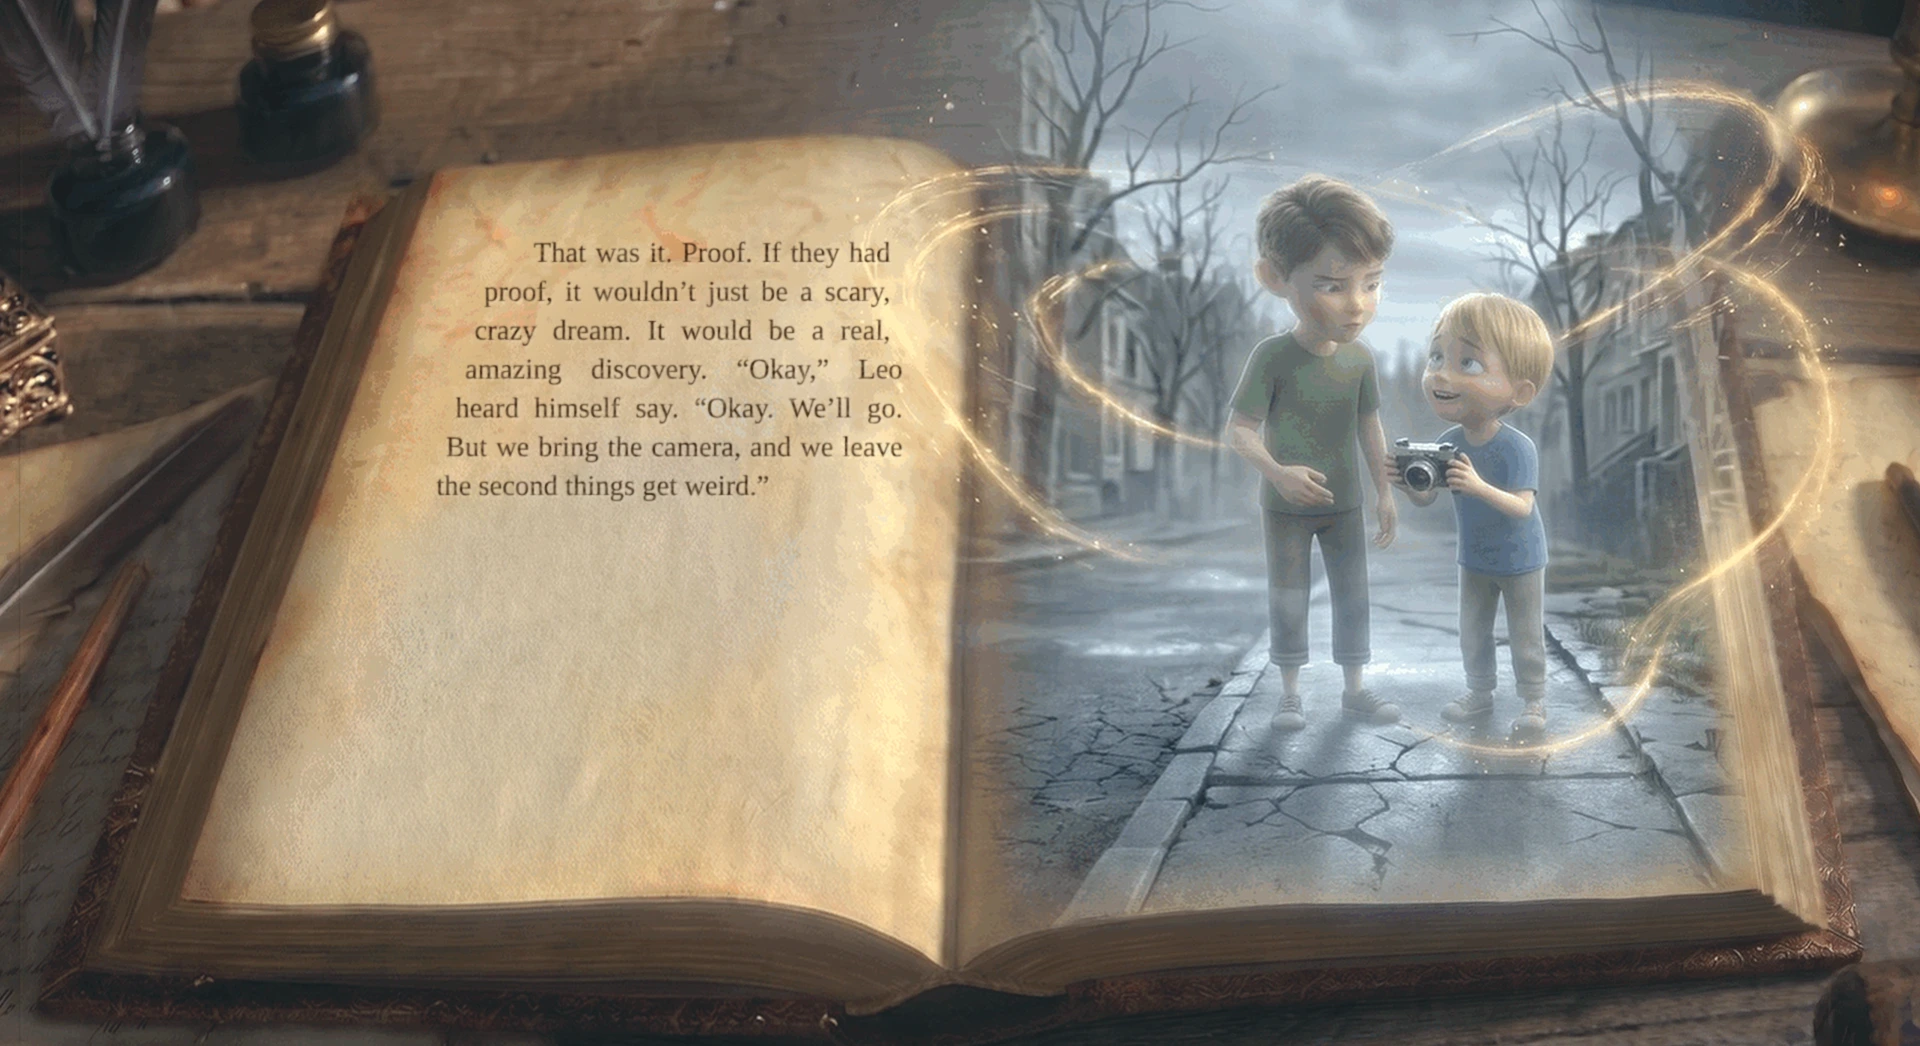 That was it. Proof. If they had
proof, it wouldn’t just be a scary,
crazy dream. It would be a real,
amazing discovery. “Okay,” Leo
heard himself say. “Okay. We’ll go.
But we bring the camera, and we leave
the second things get weird.”